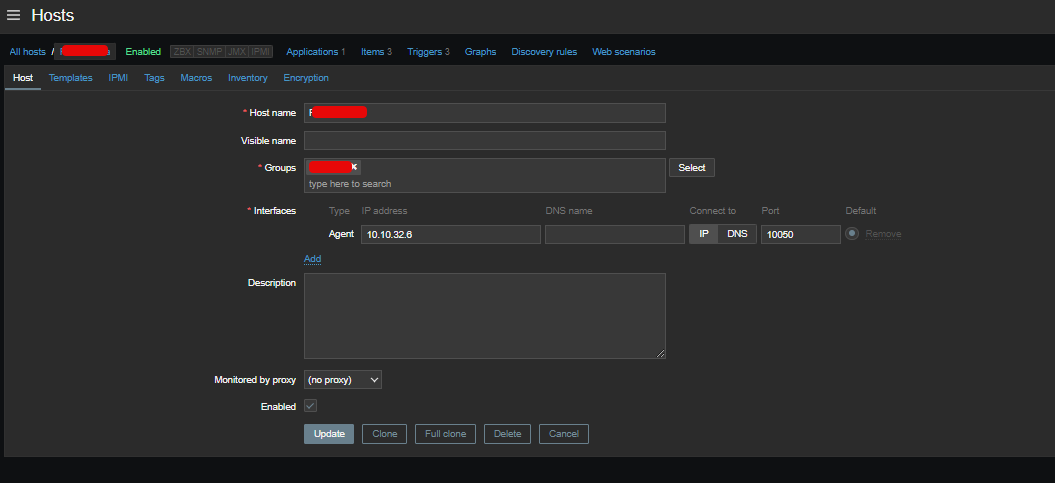 Hosts
All hosts / Enabled ZBX SNMP JMX IPMI Applications 1 Items 3 Triggers 3 Graphs Discovery rules Web scenarios
Host Templates IPMI Tags Macros Inventory Encryption
* Host name
Visible name
* Groups Select
type here to search
* Interfaces Type IP address DNS name Connect to Port Default
Agent 10.10.32.6 IP DNS 10050 Remove
Add
Description
Monitored by proxy (no proxy)
Enabled
Update Clone Full clone Delete Cancel